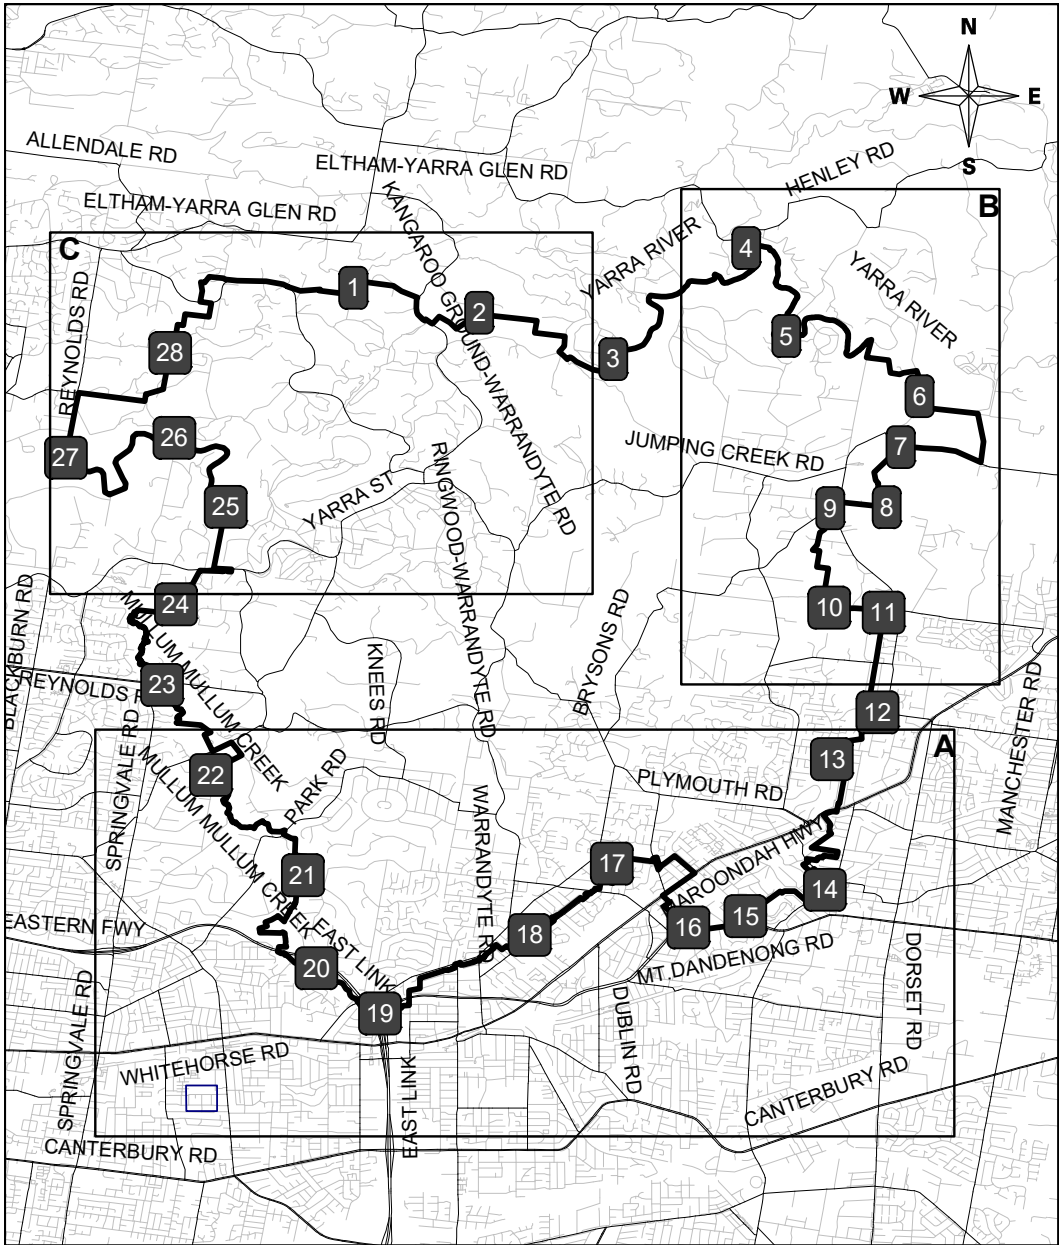 N
W
E
S
ALLENDALE RD
ELTHAM-YARRA GLEN RD
HENLEY RD
ELTHAM-YARRA GLEN RD
KANGAROO GROUND-WARRANDYTE RD
B
C
YARRA RIVER
4
YARRA RIVER
REYNOLDS RD
1
2
5
28
3
6
26
27
JUMPING CREEK RD
7
RINGWOOD-WARRANDYTE RD
25
YARRA ST
9
8
24
10
11
BLACKBURN RD
MULLUM MULLUM CREEK
BRYSONS RD
KNEES RD
23
REYNOLDS R
12
MANCHESTER RD
SPRINGVALE RD
A
13
22
MULLUM MULLUM CREEK
PARK RD
PLYMOUTH RD
WARRANDYTE RD
MAROONDAH HWY
17
21
14
15
16
EASTERN FWY
EAST LINK
18
MT.DANDENONG RD
DORSET RD
20
SPRINGVALE RD
19
DUBLIN RD
WHITEHORSE RD
EAST LINK
CANTERBURY RD
CANTERBURY RD